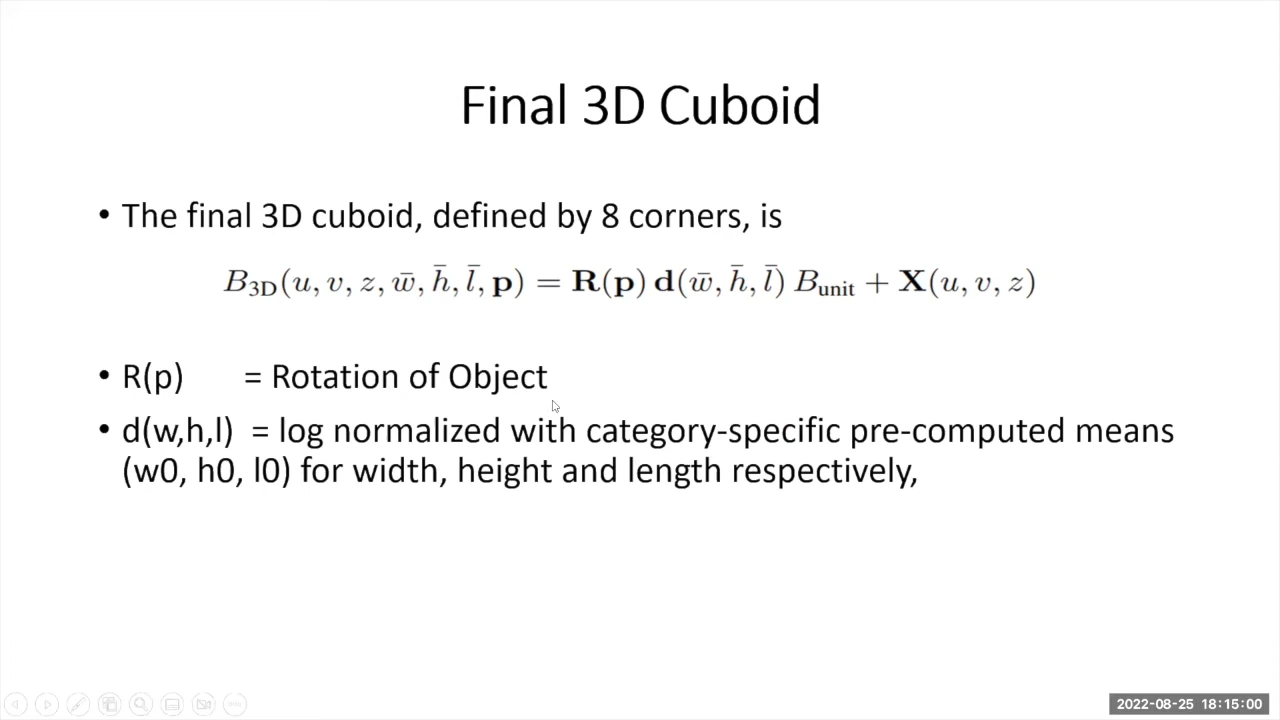 Final 3D Cuboid
• The final 3D cuboid, defined by 8 corners, is
B₃D(u, v, z, w̄, h̄, l̄, p) = R(p) d(w̄, h̄, l̄) Bunit + X(u, v, z)
• R(p) = Rotation of Object
• d(w,h,l) = log normalized with category-specific pre-computed means
(w0, h0, l0) for width, height and length respectively,
2022-08-25 18:15:00